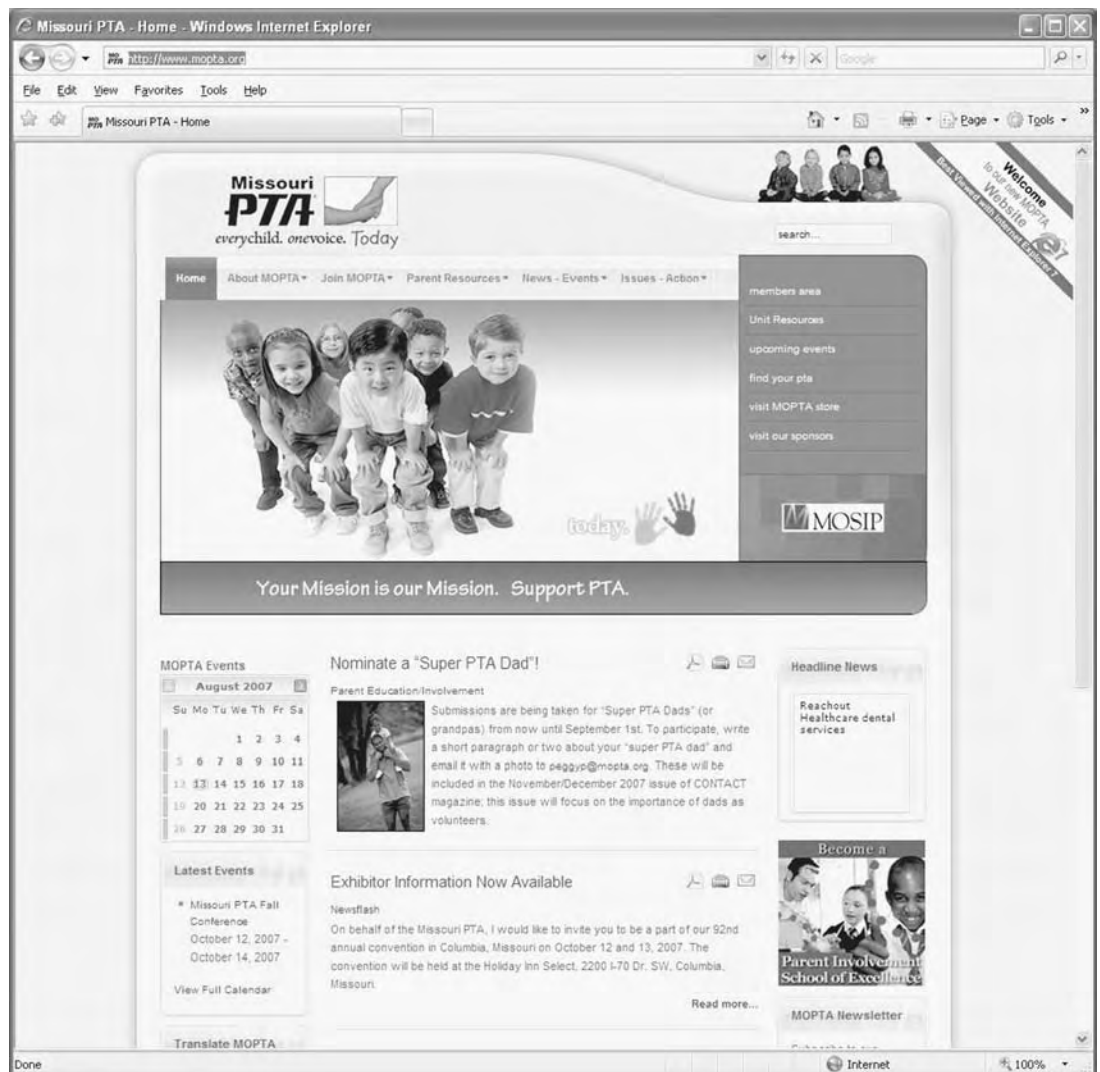 Missouri PTA - Home - Windows Internet Explorer
http://www.mopta.org
Google
File Edit View Favorites Tools Help
Missouri PTA - Home
Page Tools
Missouri
PTA
everychild. onevoice. Today
Welcome
to our new MOPTA
Website
Best Viewed with Internet Explorer 7
search...
Home About MOPTA Join MOPTA Parent Resources News - Events Issues - Action
members area
Unit Resources
upcoming events
find your pta
visit MOPTA store
visit our sponsors
today.
MOSIP
Your Mission is our Mission. Support PTA.
MOPTA Events
August 2007
Su Mo Tu We Th Fr Sa
1 2 3 4
5 6 7 8 9 10 11
12 13 14 15 16 17 18
19 20 21 22 23 24 25
26 27 28 29 30 31
Latest Events
Missouri PTA Fall
Conference
October 12, 2007 -
October 14, 2007
View Full Calendar
Translate MOPTA
Nominate a "Super PTA Dad"!
Parent Education/Involvement
Submissions are being taken for "Super PTA Dads" (or
grandpas) from now until September 1st. To participate, write
a short paragraph or two about your "super PTA dad" and
email it with a photo to peggyp@mopta.org. These will be
included in the November/December 2007 issue of CONTACT
magazine; this issue will focus on the importance of dads as
volunteers.
Exhibitor Information Now Available
Newsflash
On behalf of the Missouri PTA, I would like to invite you to be a part of our 92nd
annual convention in Columbia, Missouri on October 12 and 13, 2007. The
convention will be held at the Holiday Inn Select, 2200 I-70 Dr. SW, Columbia,
Missouri.
Read more...
Headline News
Reachout
Healthcare dental
services
Become a
Parent Involvement
School of Excellence
MOPTA Newsletter
Done
Internet
100%